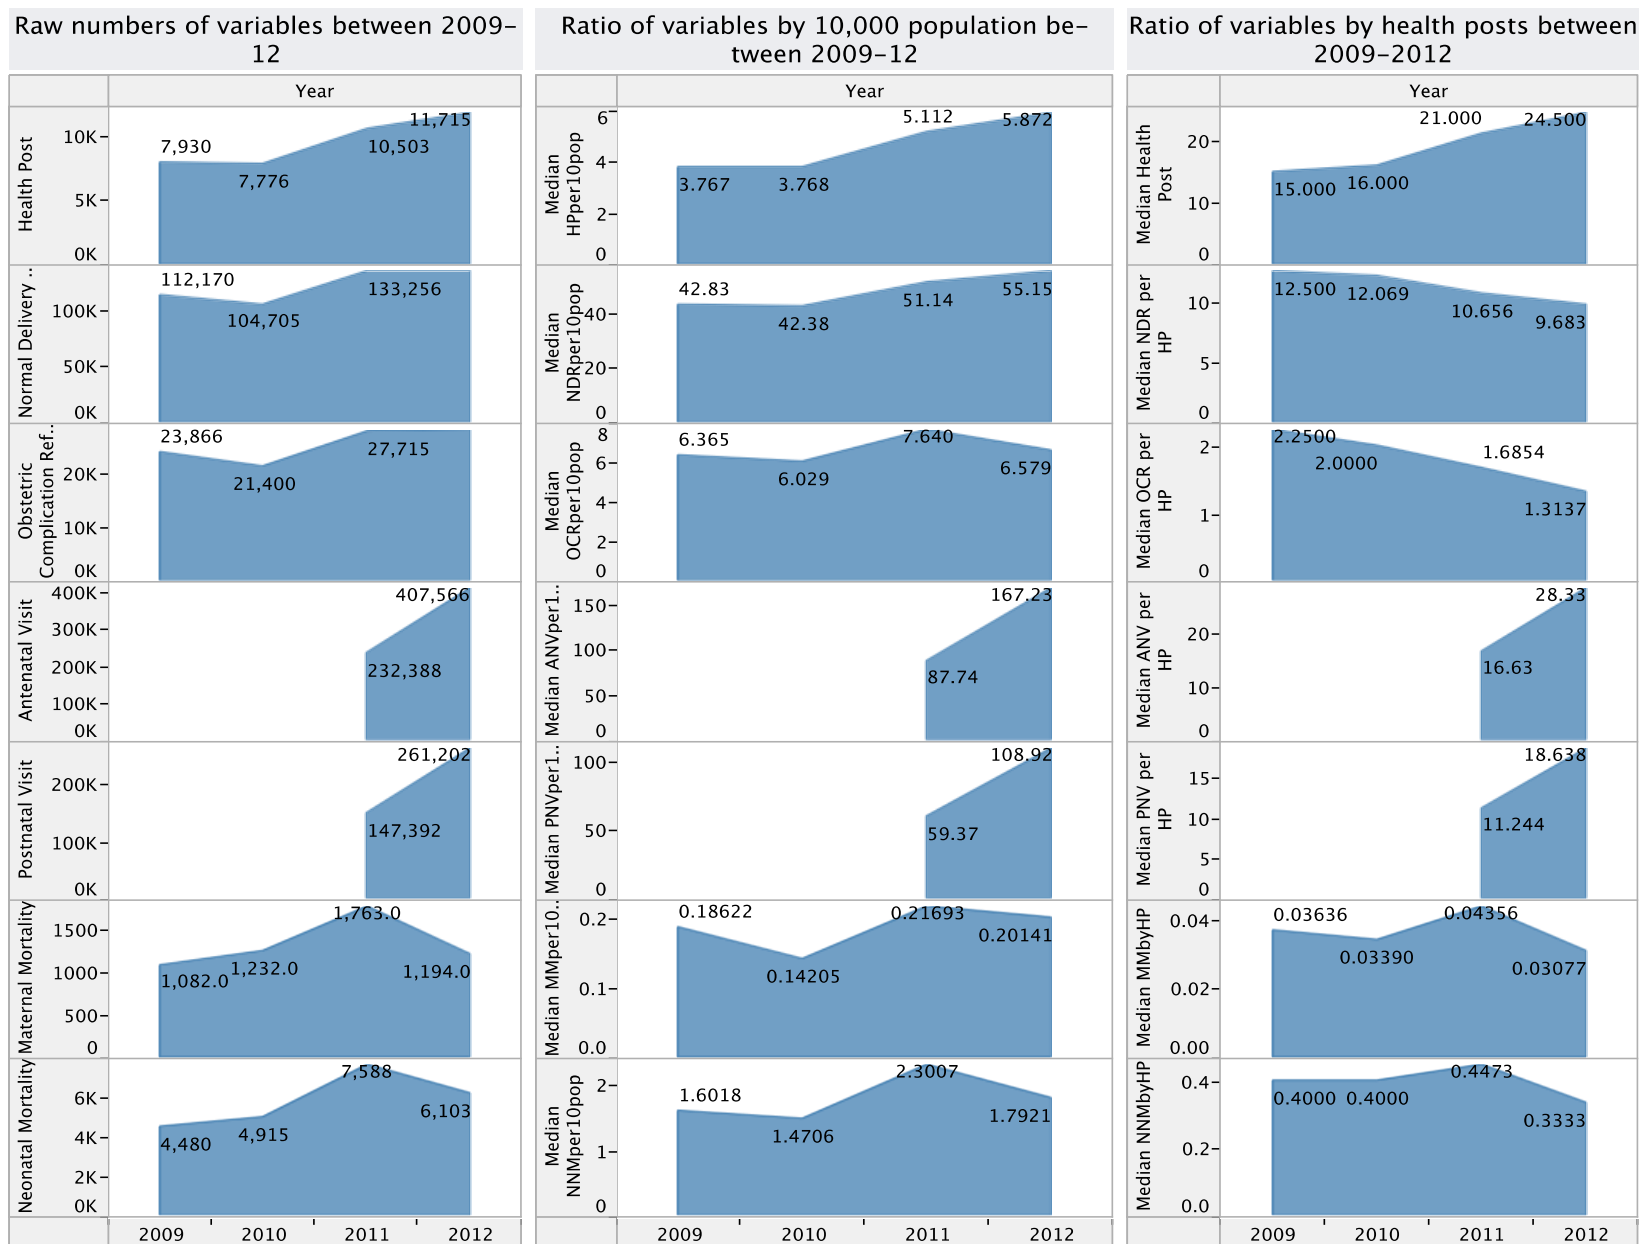 Raw numbers of variables between 2009-
12
Year
Health Post
10K
5K
0K
7,930
7,776
10,503
11,715
Normal Delivery ..
100K
50K
0K
112,170
104,705
133,256
Obstetric
Complication Ref..
20K
10K
0K
23,866
21,400
27,715
Antenatal Visit
400K
300K
200K
100K
0K
232,388
407,566
Postnatal Visit
200K
100K
0K
147,392
261,202
Maternal Mortality
1500
1000
500
0
1,082.0
1,232.0
1,763.0
1,194.0
Neonatal Mortality
6K
4K
2K
0K
4,480
4,915
7,588
6,103
2009 2010 2011 2012
Ratio of variables by 10,000 population be-
tween 2009-12
Year
Median
HPper10pop
6
4
2
0
3.767
3.768
5.112
5.872
Median
NDRper10pop
40
20
0
42.83
42.38
51.14
55.15
Median
OCRper10pop
8
6
4
2
0
6.365
6.029
7.640
6.579
Median ANVper1..
150
100
50
0
87.74
167.23
Median PNVper1..
100
50
0
59.37
108.92
Median MMper10..
0.2
0.1
0.0
0.18622
0.14205
0.21693
0.20141
Median
NNMper10pop
2
1
0
1.6018
1.4706
2.3007
1.7921
2009 2010 2011 2012
Ratio of variables by health posts between
2009-2012
Year
Median Health
Post
20
10
0
15.000
16.000
21.000
24.500
Median NDR per
HP
10
5
0
12.500
12.069
10.656
9.683
Median OCR per
HP
2
1
0
2.2500
2.0000
1.6854
1.3137
Median ANV per
HP
20
10
0
16.63
28.33
Median PNV per
HP
15
10
5
0
11.244
18.638
Median MMbyHP
0.04
0.02
0.00
0.03636
0.03390
0.04356
0.03077
Median NNMbyHP
0.4
0.2
0.0
0.4000
0.4000
0.4473
0.3333
2009 2010 2011 2012